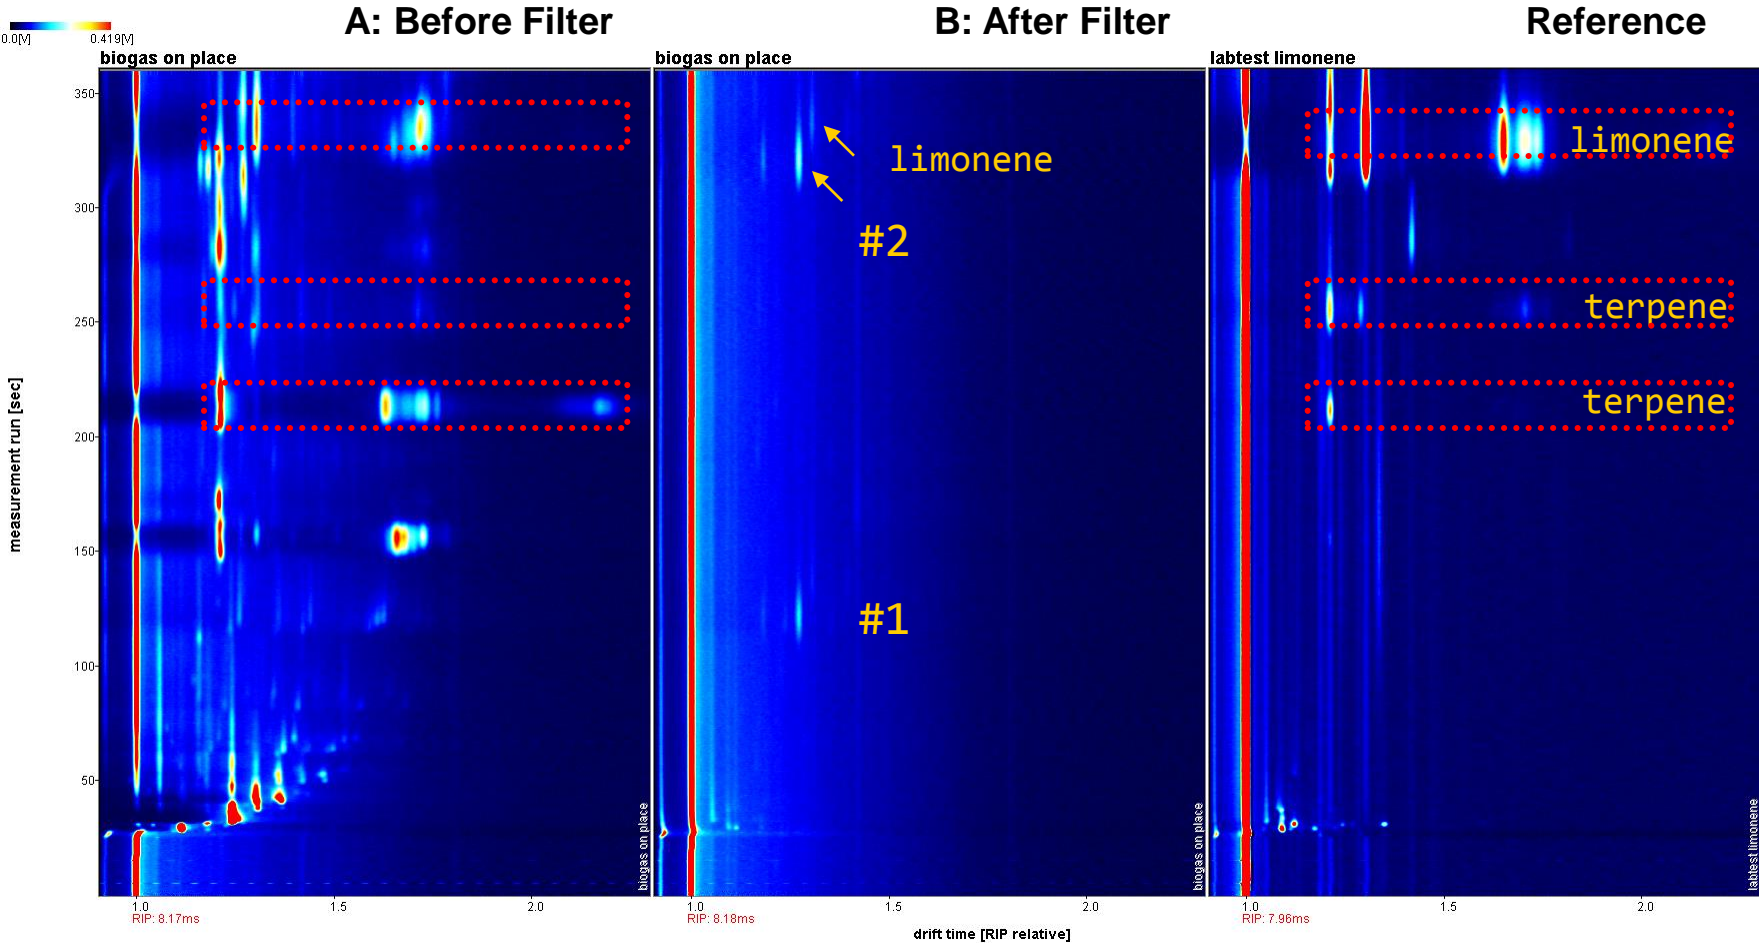 A: Before Filter
B: After Filter
Reference
0.0[V]
0.419[V]
biogas on place
biogas on place
labtest limonene
350
300
250
200
150
100
50
measurement run [sec]
limonene
#2
#1
limonene
terpene
terpene
biogas on place
biogas on place
labtest limonene
1.0
1.5
2.0
1.0
1.5
2.0
1.0
1.5
2.0
RIP: 8.17ms
RIP: 8.18ms
RIP: 7.96ms
drift time [RIP relative]